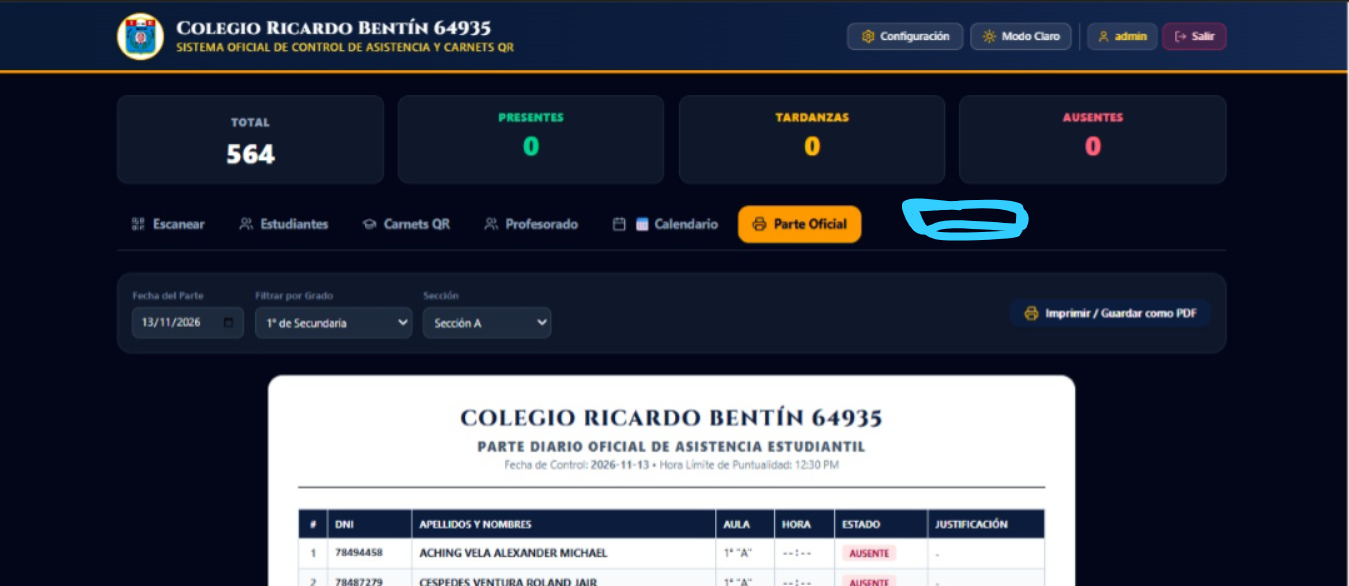 COLEGIO RICARDO BENTÍN 64935
SISTEMA OFICIAL DE CONTROL DE ASISTENCIA Y CARNETS QR
Configuración
Modo Claro
admin
Salir
TOTAL
564
PRESENTES
0
TARDANZAS
0
AUSENTES
0
Escanear
Estudiantes
Carnets QR
Profesorado
Calendario
Parte Oficial
Fecha del Parte
Filtrar por Grado
Sección
13/11/2026
1° de Secundaria
Sección A
Imprimir / Guardar como PDF
COLEGIO RICARDO BENTÍN 64935
PARTE DIARIO OFICIAL DE ASISTENCIA ESTUDIANTIL
Fecha de Control: 2026-11-13 • Hora Límite de Puntualidad: 12:30 PM
# DNI APELLIDOS Y NOMBRES AULA HORA ESTADO JUSTIFICACIÓN
1 78494458 ACHING VELA ALEXANDER MICHAEL 1° "A" --:-- AUSENTE -
2 78487279 CESPEDES VENTURA ROLAND JAIR 1° "A" --:-- AUSENTE -